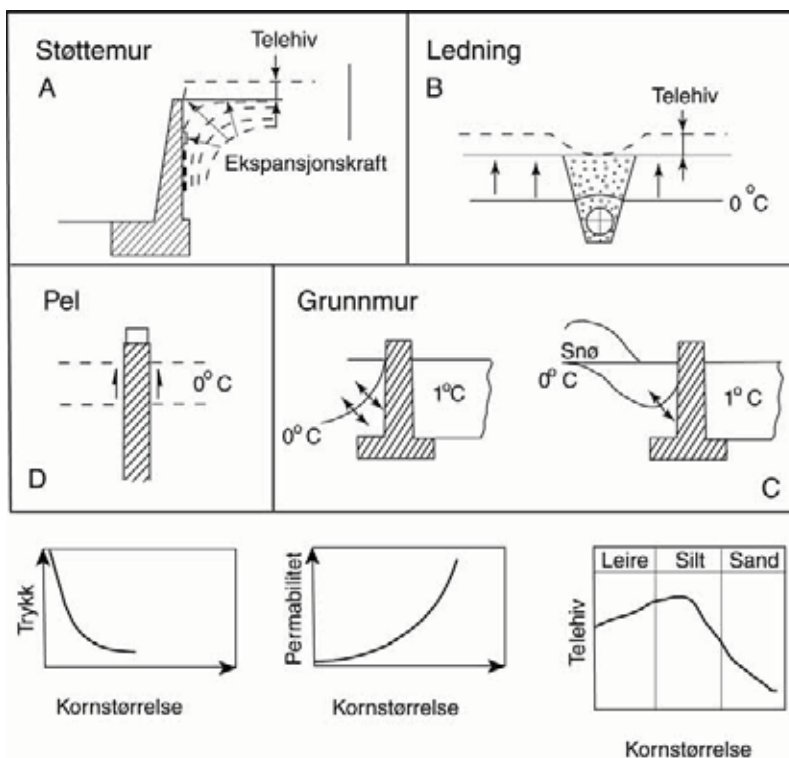 Støttemur
A
Telehiv
Ekspansjonskraft
Ledning
B
Telehiv
0° C
Pel
0° C
D
Grunnmur
1°C
0° C
Snø
0° C
1° C
C
Trykk
Kornstørrelse
Permabilitet
Kornstørrelse
Leire Silt Sand
Telehiv
Kornstørrelse